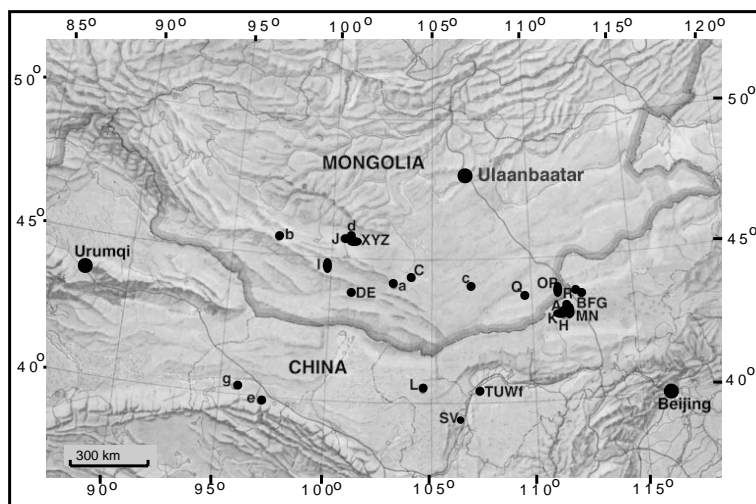 85° 90° 95° 100° 105° 110° 115° 120°
50° 50°
MONGOLIA
Ulaanbaatar
45° 45°
b d
J XYZ
Urumqi
I
C
a
c
DE
Q OP R
A BFG
K MN
H
CHINA
40° 40°
g
e
L TUWf
Beijing
SV
300 km
90° 95° 100° 105° 110° 115°